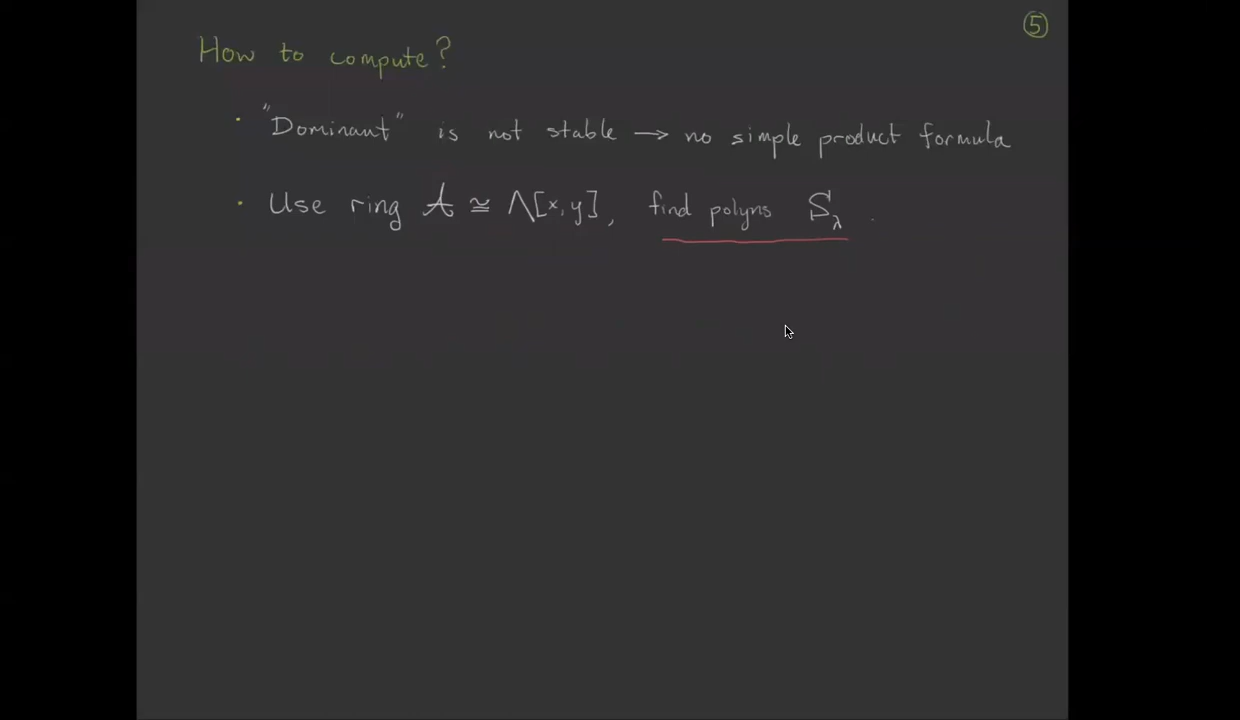 ⑤
How to compute?
• "Dominant" is not stable → no simple product formula
• Use ring 𝒜 ≅ Λ[x,y], find polyns S_λ.